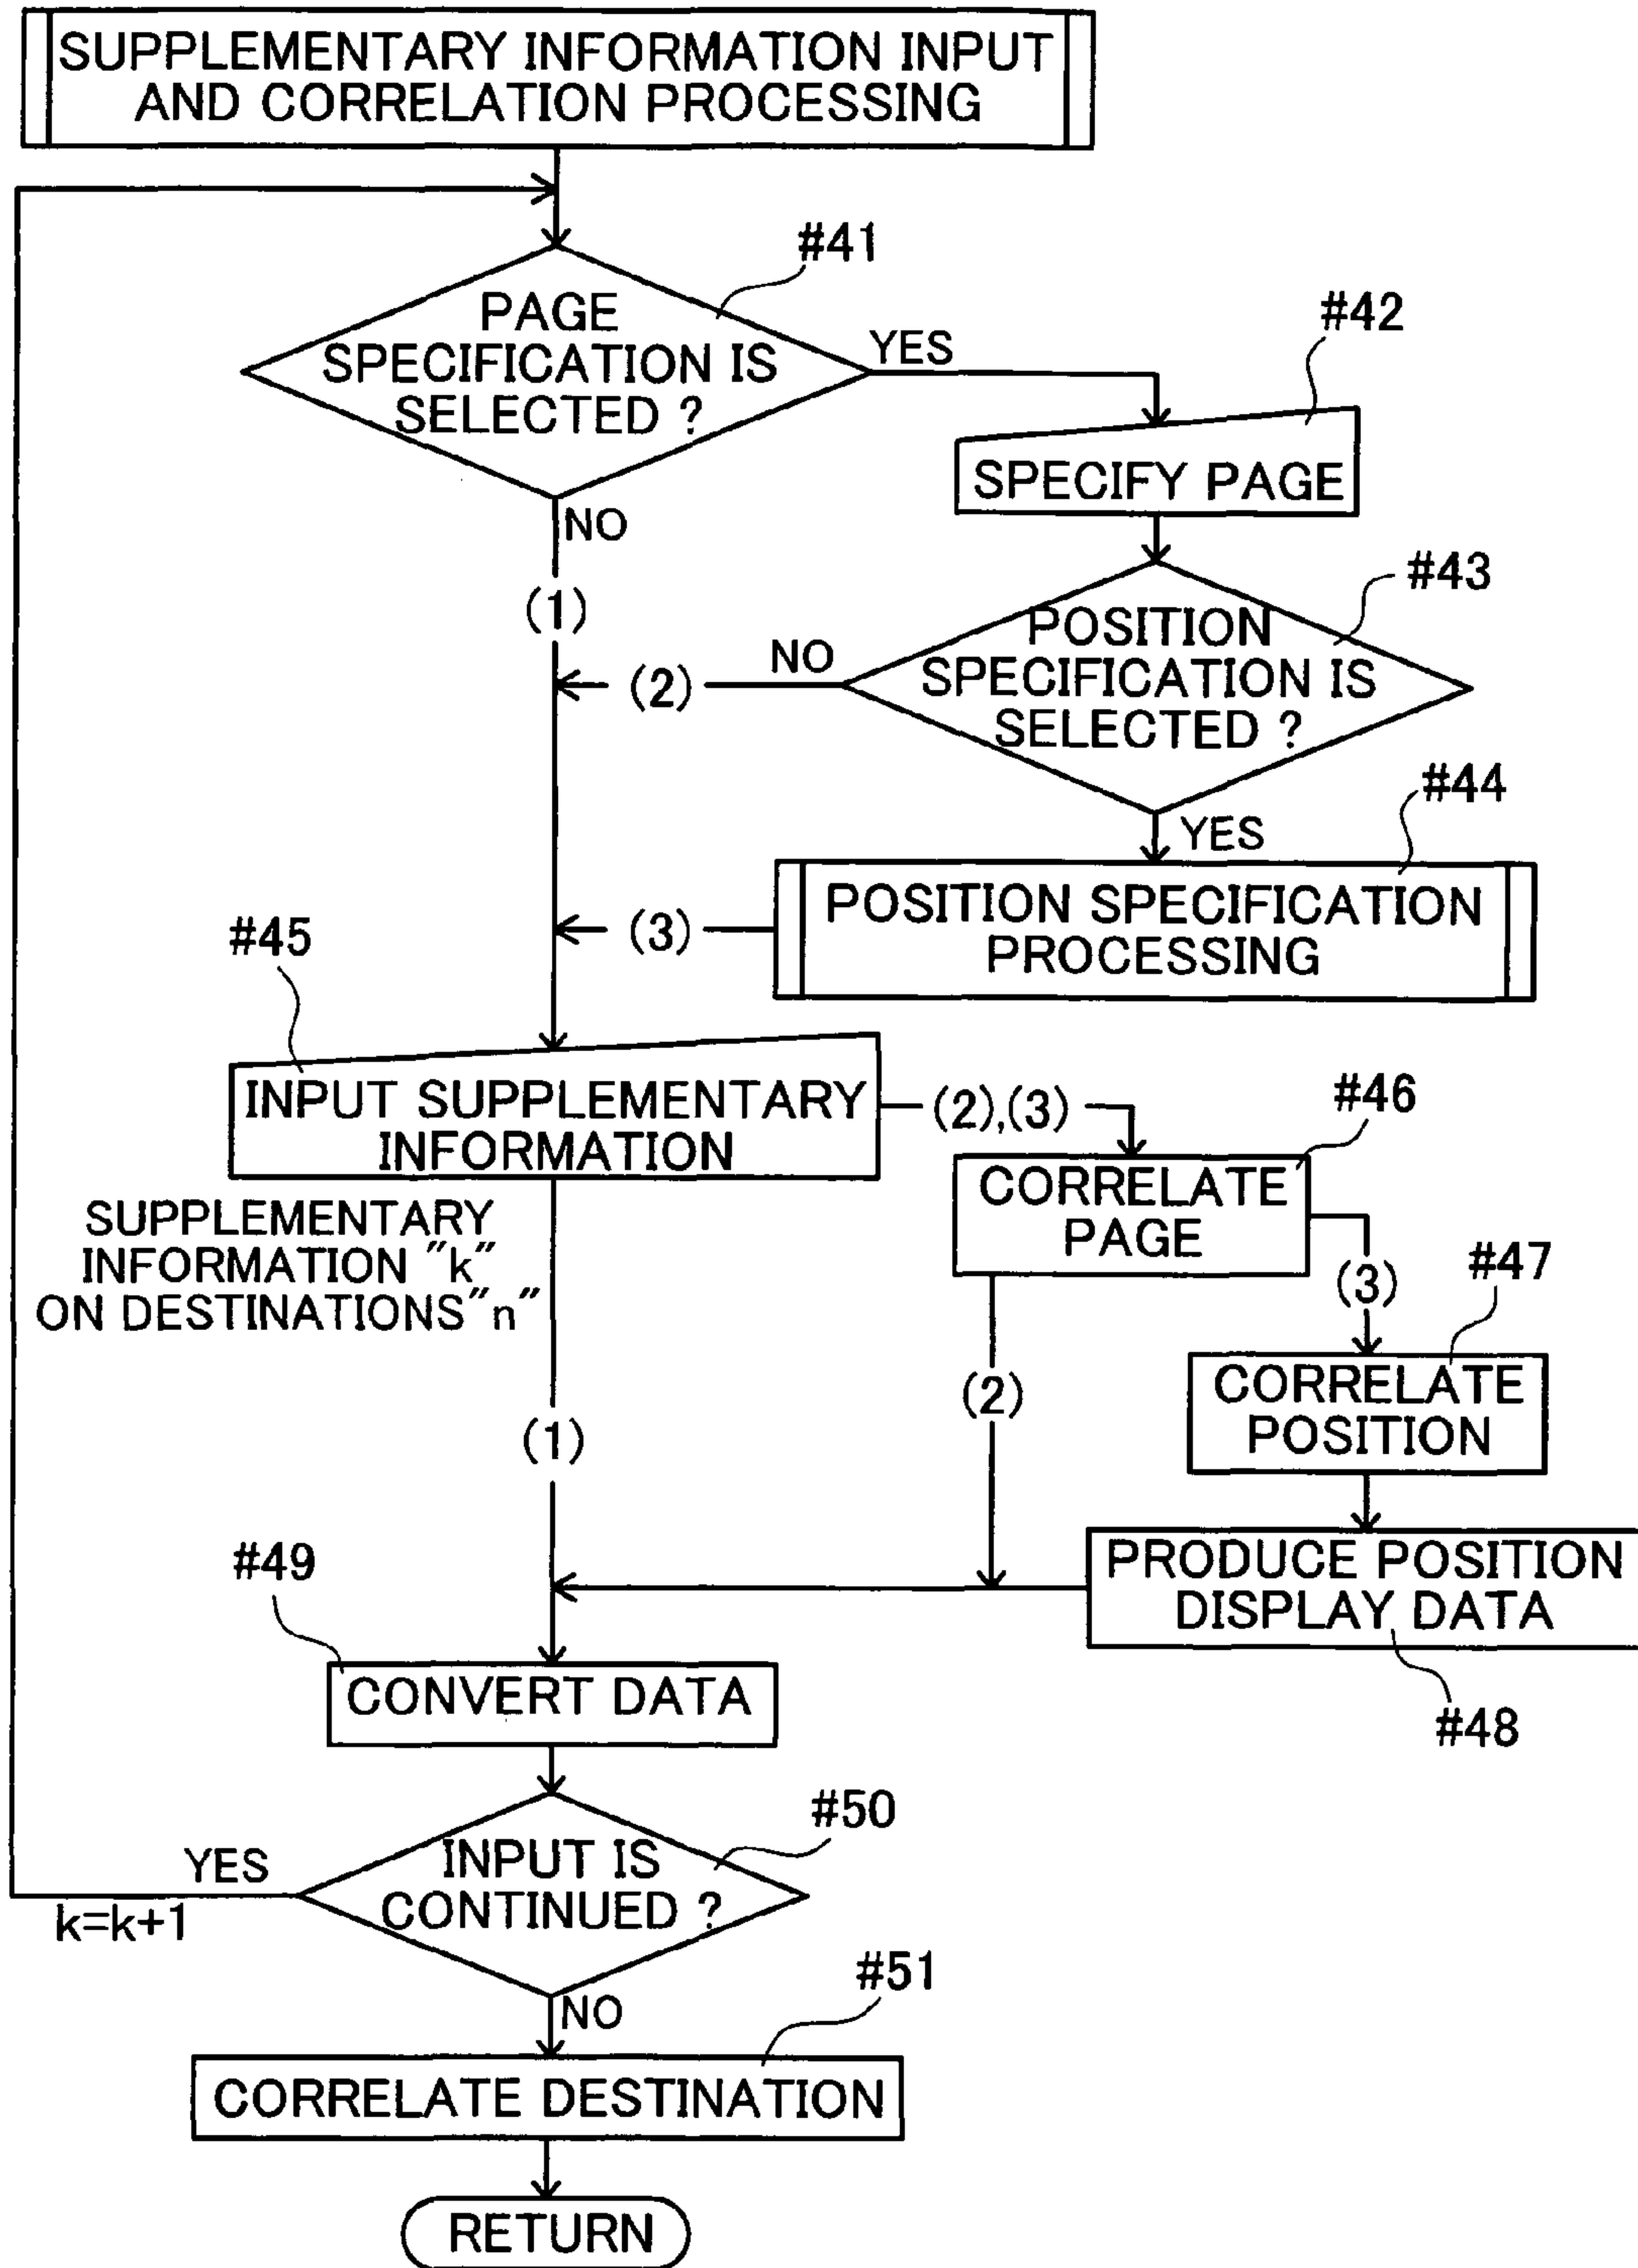 SUPPLEMENTARY INFORMATION INPUT
AND CORRELATION PROCESSING
#41
PAGE
SPECIFICATION IS
SELECTED ?
YES
NO
#42
SPECIFY PAGE
(1)
#43
POSITION
SPECIFICATION IS
SELECTED ?
NO
(2)
YES
#44
POSITION SPECIFICATION
PROCESSING
(3)
#45
INPUT SUPPLEMENTARY
INFORMATION
(2),(3)
#46
CORRELATE
PAGE
SUPPLEMENTARY
INFORMATION "k"
ON DESTINATIONS"n"
(3)
#47
CORRELATE
POSITION
(2)
(1)
PRODUCE POSITION
DISPLAY DATA
#48
#49
CONVERT DATA
#50
INPUT IS
CONTINUED ?
YES
k=k+1
NO
#51
CORRELATE DESTINATION
RETURN